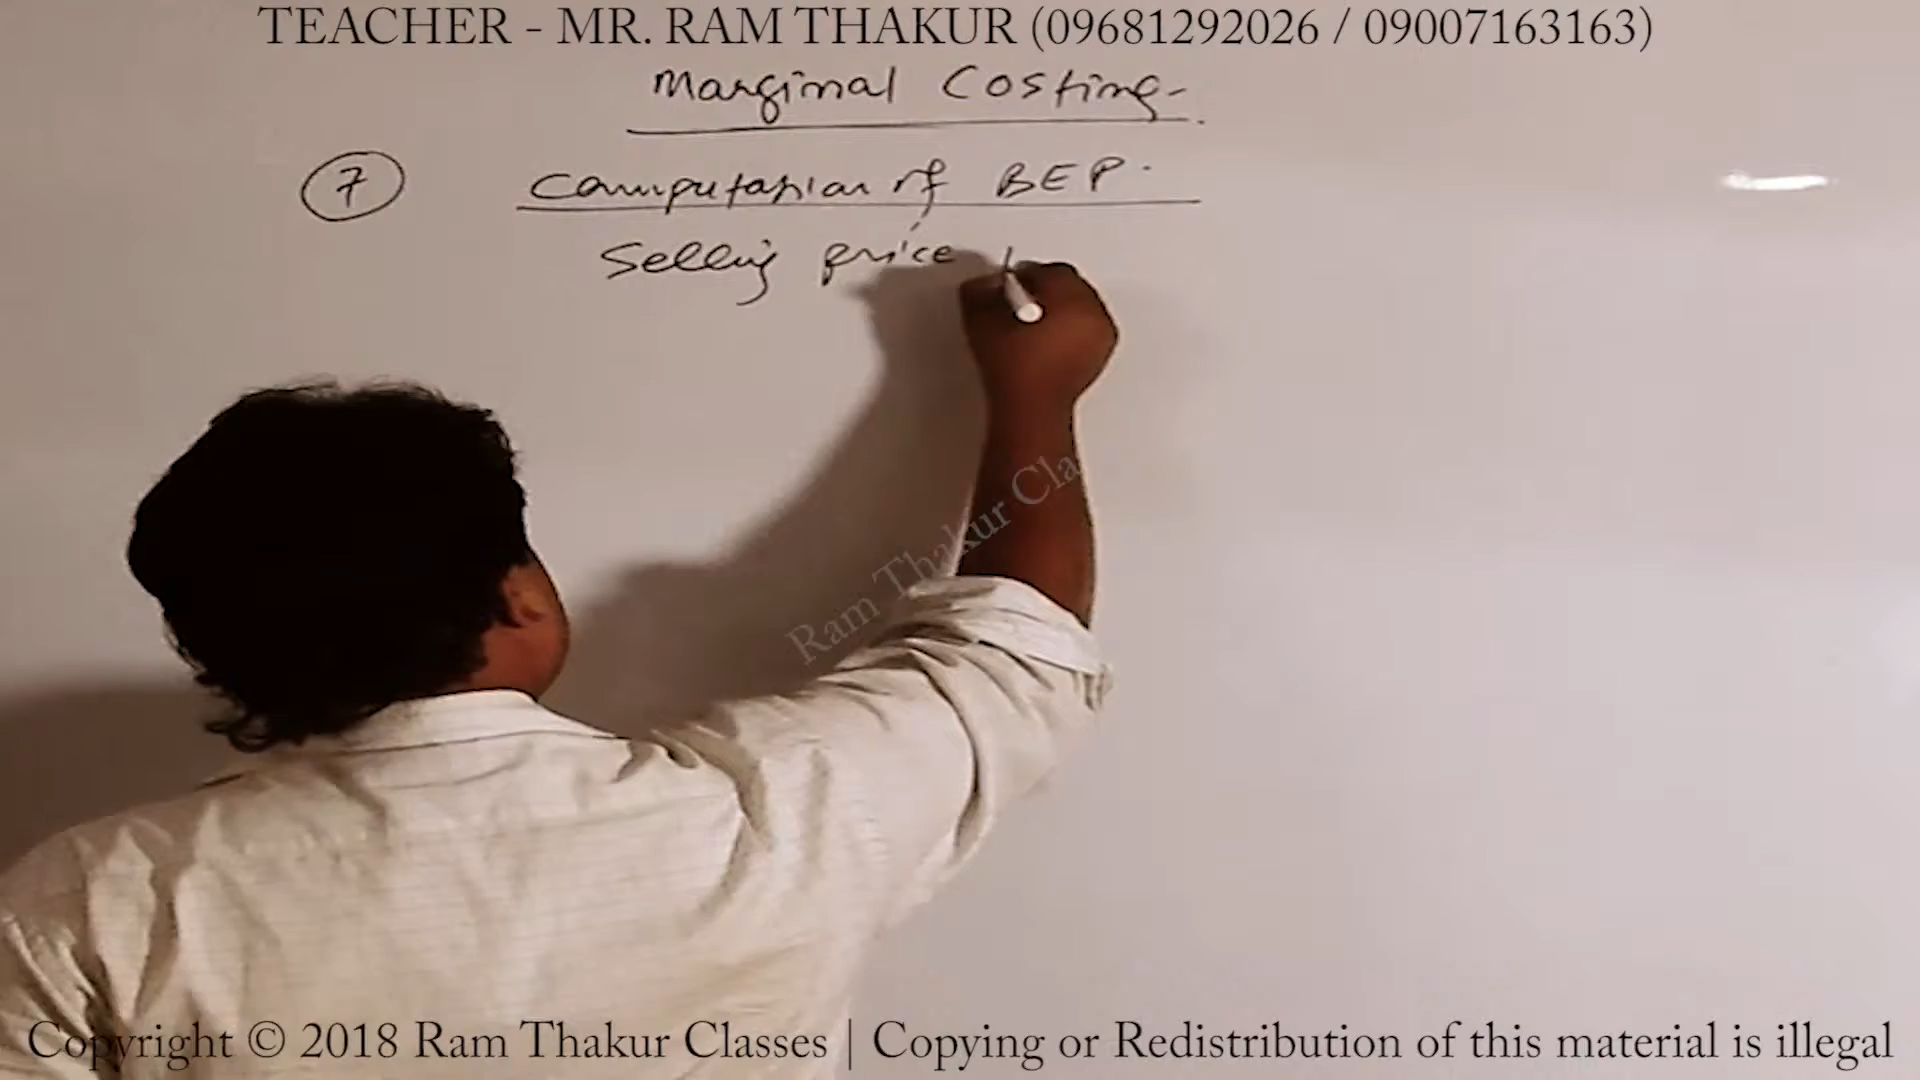 TEACHER - MR. RAM THAKUR (09681292026 / 09007163163)
Marginal Costing.
7 Computation of BEP.
Selling price
Ram Thakur Cla
Copyright © 2018 Ram Thakur Classes | Copying or Redistribution of this material is illegal